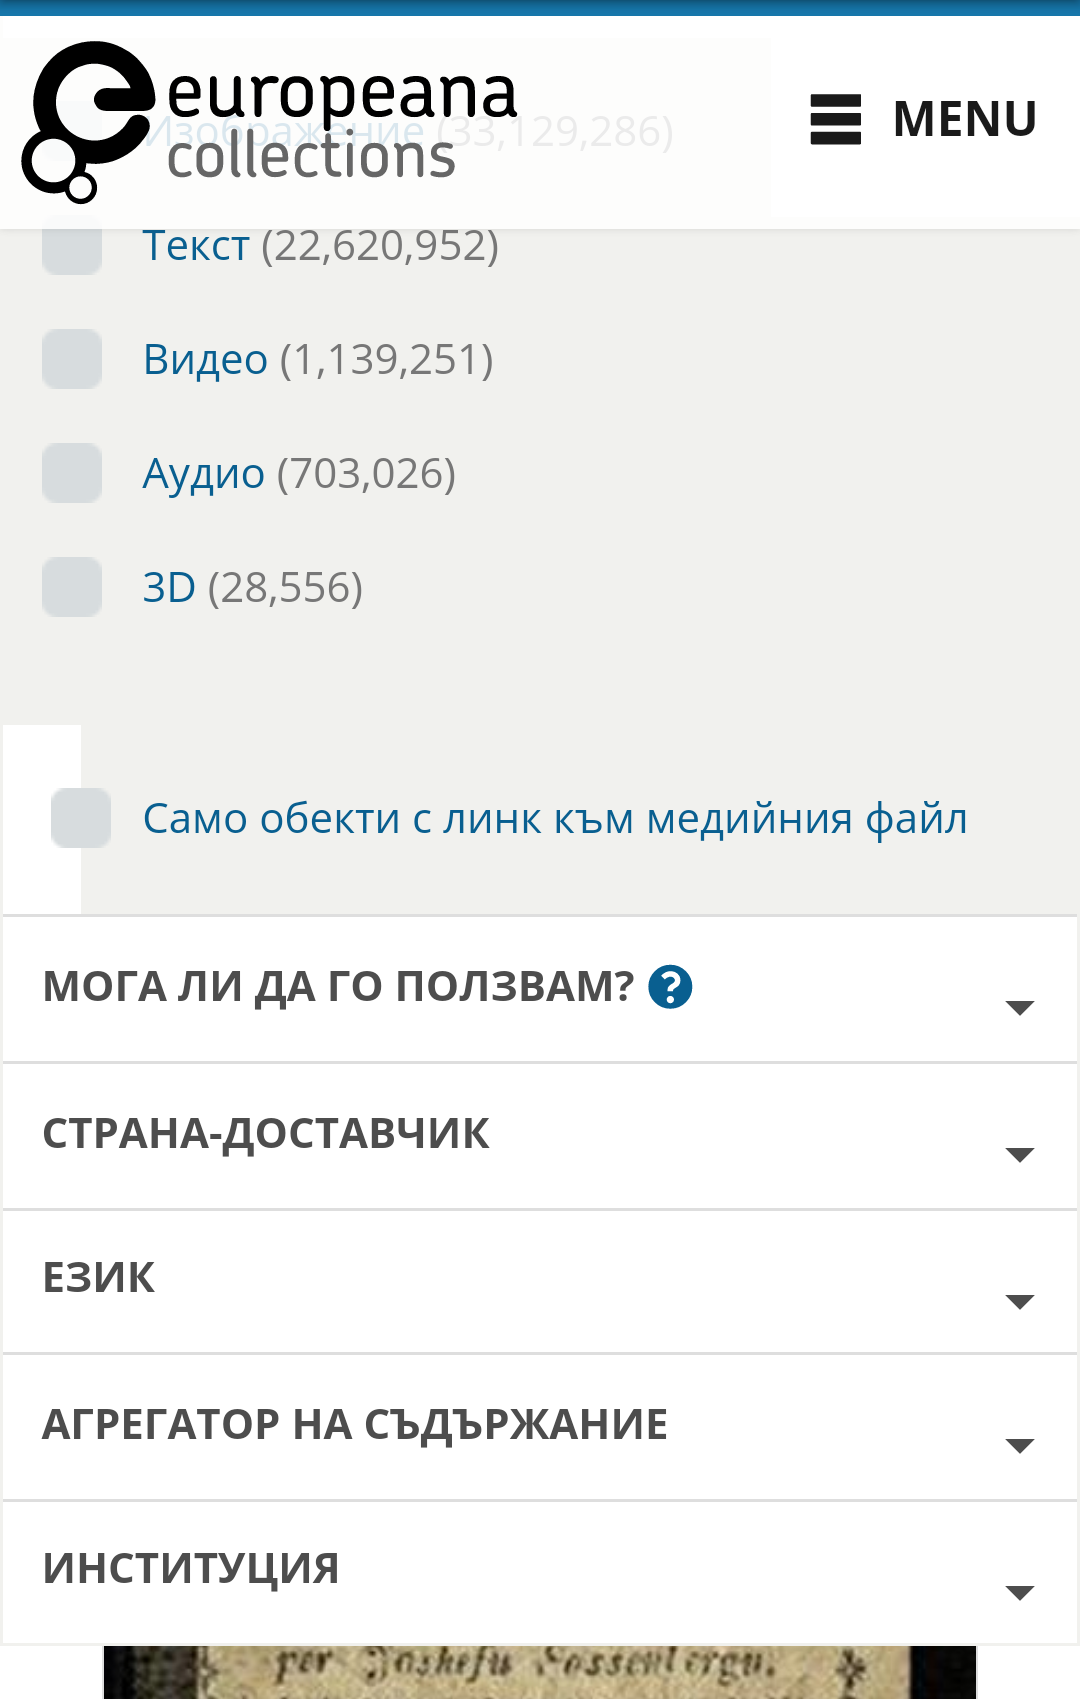 europeana
collections
MENU
Изображение (33,129,286)
Текст (22,620,952)
Видео (1,139,251)
Аудио (703,026)
3D (28,556)
Само обекти с линк към медийния файл
МОГА ЛИ ДА ГО ПОЛЗВАМ? ?
СТРАНА-ДОСТАВЧИК
ЕЗИК
АГРЕГАТОР НА СЪДЪРЖАНИЕ
ИНСТИТУЦИЯ
per